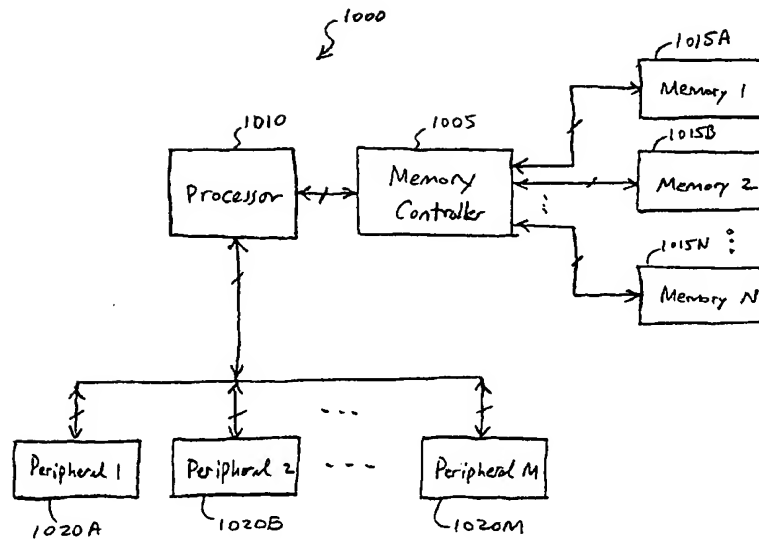 1000
1015A
Memory 1
1010
1005
1015B
Processor
Memory
Controller
Memory 2
1015N
Memory N
Peripheral 1
Peripheral 2
Peripheral M
1020A
1020B
1020M